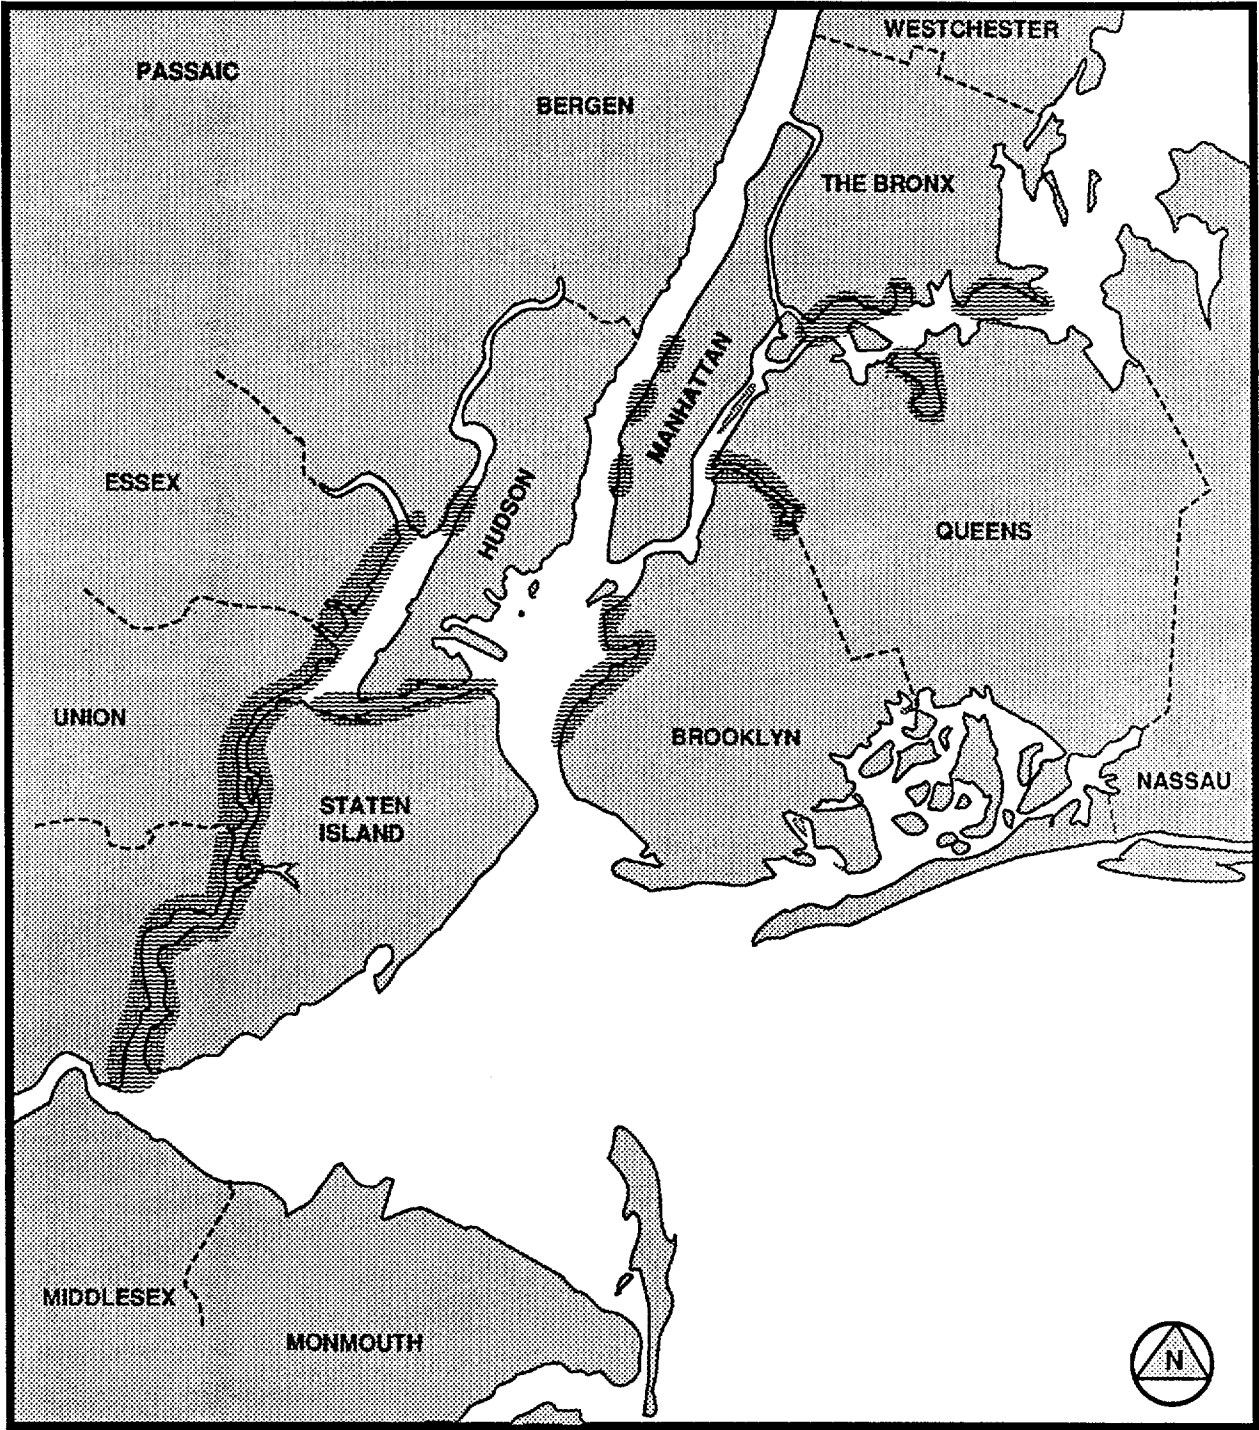 WESTCHESTER
PASSAIC
BERGEN
THE BRONX
MANHATTAN
ESSEX
HUDSON
QUEENS
UNION
BROOKLYN
NASSAU
STATEN
ISLAND
MIDDLESEX
MONMOUTH
N